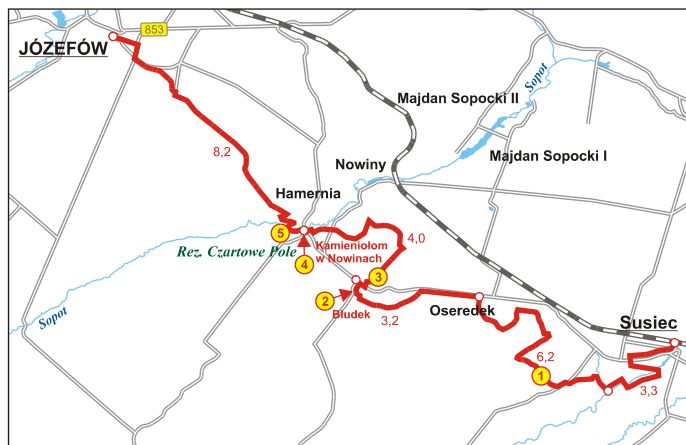 853
JÓZEFÓW
Sopot
Majdan Sopocki II
Majdan Sopocki I
Nowiny
8,2
Hamernia
5
Rez. Czartowe Pole
4
Kamieniołom
w Nowinach
4,0
3
2
Błudek
3,2
Oseredek
Sopot
Susiec
6,2
1
3,3